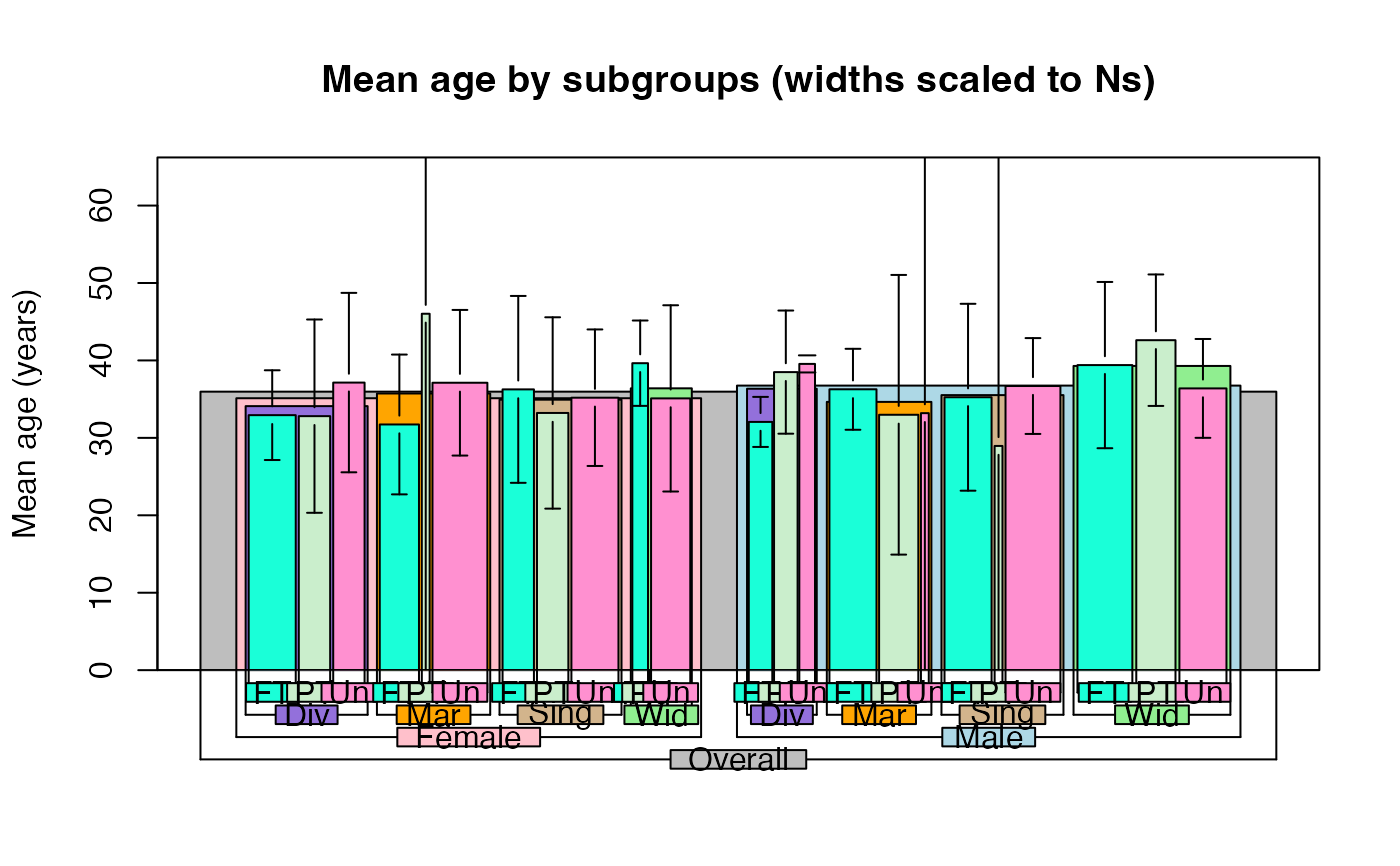 Mean age by subgroups (widths scaled to Ns)
Mean age (years)
60
50
40
30
20
10
0
FT PT Un FT PT Un FT PT Un FT Un FT PT Un FT PT Un FT PT Un FT PT Un
Div Mar Sing Wid Div Mar Sing Wid
Female Male
Overall